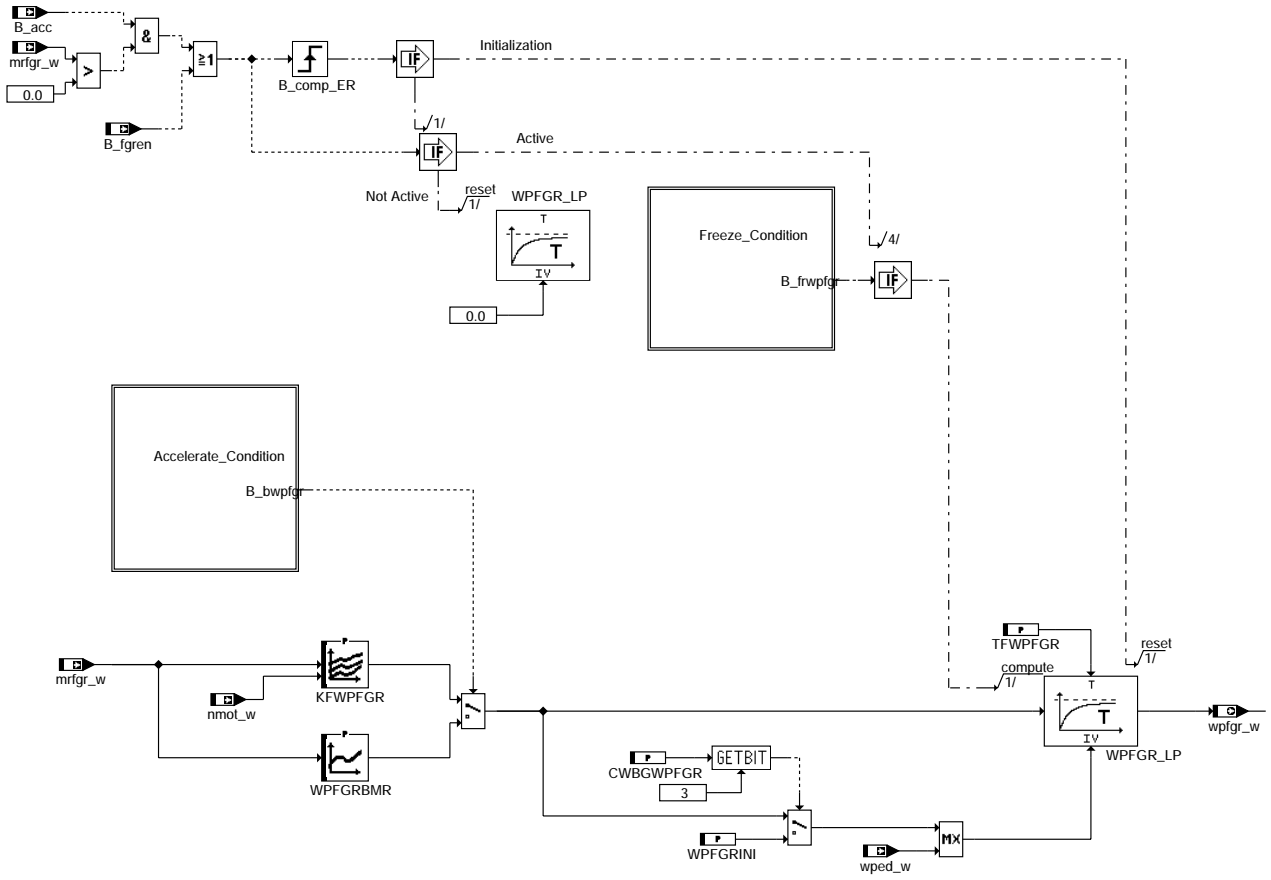 B_acc
&
mrfgr_w
>
0.0
≥1
B_fgren
B_comp_ER
IF
Initialization
/1/
IF
Active
Not Active
reset
/1/
WPFGR_LP
T
T
IV
0.0
Freeze_Condition
B_frwpfgr
/4/
IF
Accelerate_Condition
B_bwpfgr
mrfgr_w
nmot_w
P
KFWPFGR
P
WPFGRBMR
P
CWBGWPFGR
GETBIT
3
P
WPFGRINI
wped_w
MX
P
TFWPFGR
reset
/1/
compute
/1/
T
T
IV
WPFGR_LP
wpfgr_w